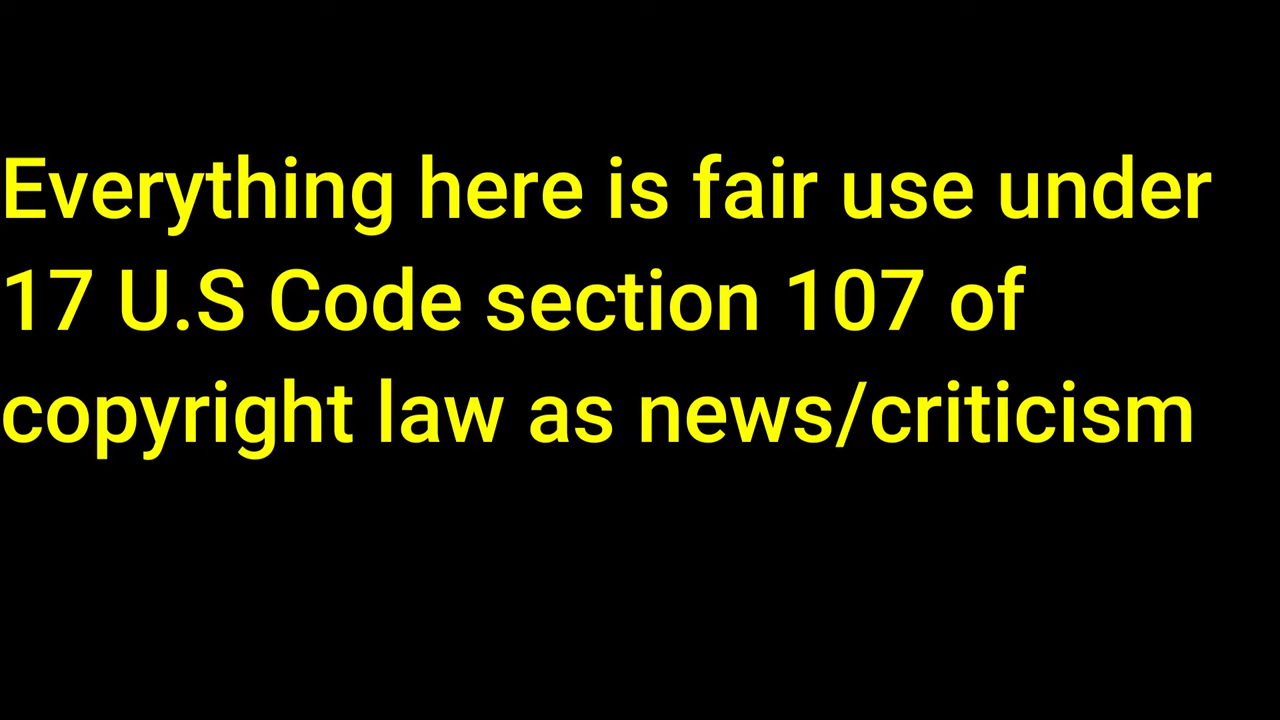 Everything here is fair use under
17 U.S Code section 107 of
copyright law as news/criticism